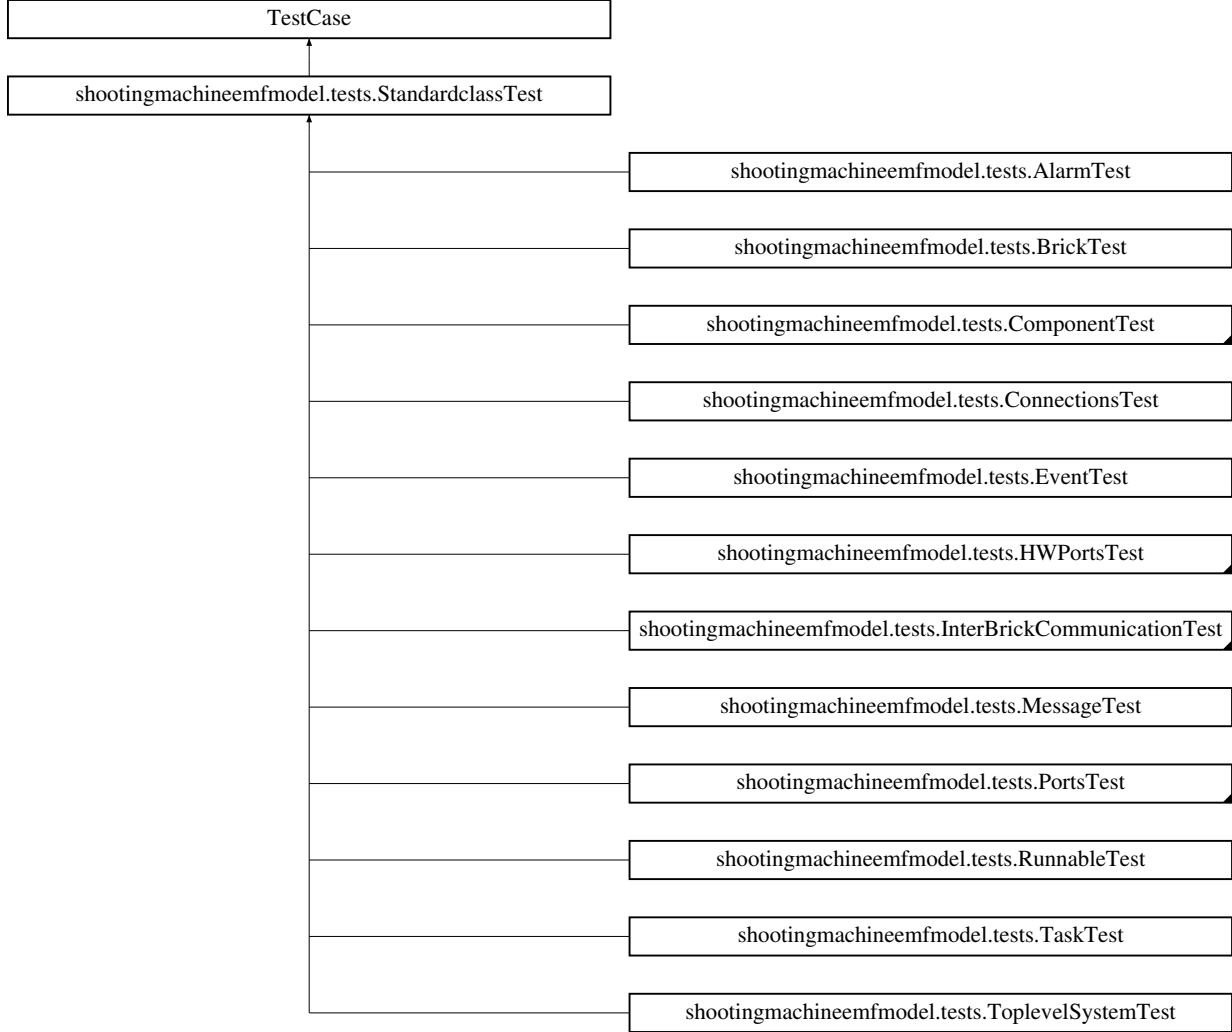 TestCase
shootingmachineemfmodel.tests.StandardclassTest
shootingmachineemfmodel.tests.AlarmTest
shootingmachineemfmodel.tests.BrickTest
shootingmachineemfmodel.tests.ComponentTest
shootingmachineemfmodel.tests.ConnectionsTest
shootingmachineemfmodel.tests.EventTest
shootingmachineemfmodel.tests.HWPortsTest
shootingmachineemfmodel.tests.InterBrickCommunicationTest
shootingmachineemfmodel.tests.MessageTest
shootingmachineemfmodel.tests.PortsTest
shootingmachineemfmodel.tests.RunnableTest
shootingmachineemfmodel.tests.TaskTest
shootingmachineemfmodel.tests.ToplevelSystemTest